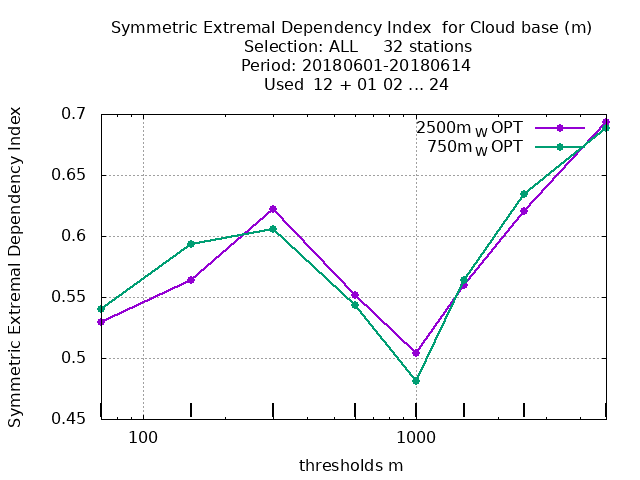 Symmetric Extremal Dependency Index  for Cloud base (m)
Selection: ALL     32 stations
Period: 20180601-20180614
Used  12 + 01 02 ... 24
2500m_W OPT
750m_W OPT
Symmetric Extremal Dependency Index
0.7
0.65
0.6
0.55
0.5
0.45
100 1000
thresholds m